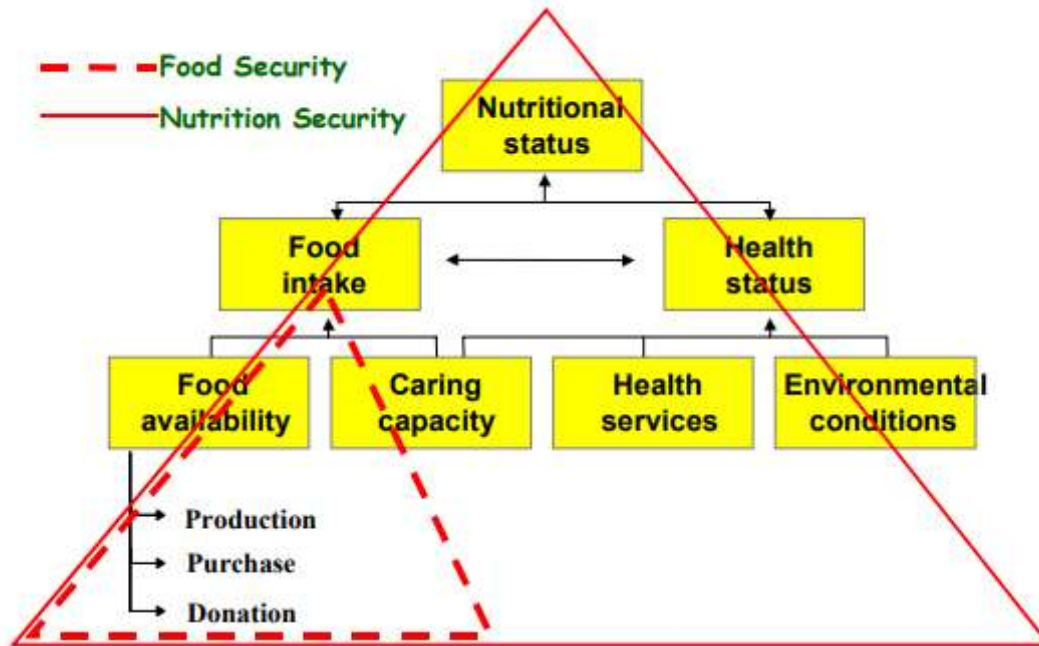 Food Security
Nutrition Security
Nutritional
status
Food
intake
Health
status
Food
availability
Caring
capacity
Health
services
Environmental
conditions
Production
Purchase
Donation